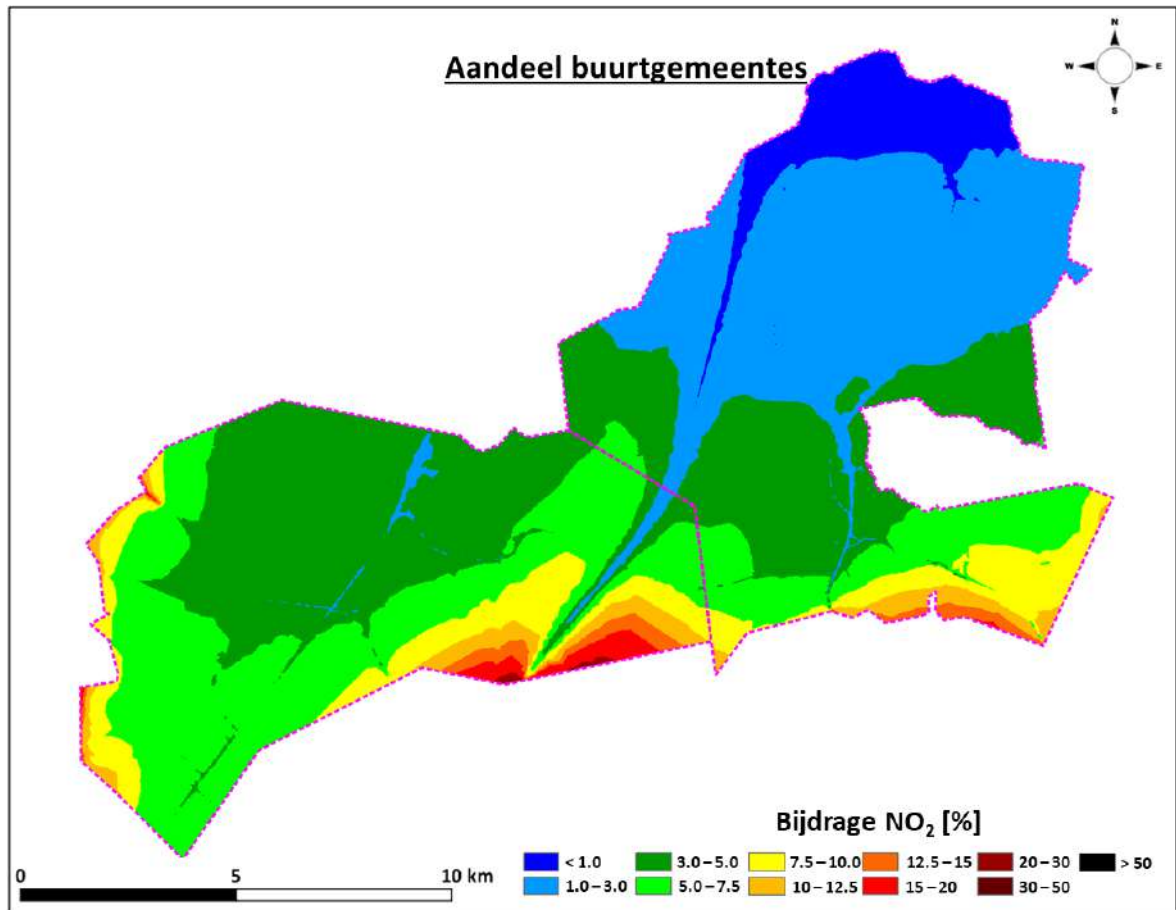 Aandeel buurtgemeentes
N
W E
S
Bijdrage NO₂ [%]
0 5 10 km
< 1.0 3.0 – 5.0 7.5 – 10.0 12.5 – 15 20 – 30 > 50
1.0 – 3.0 5.0 – 7.5 10 – 12.5 15 – 20 30 – 50